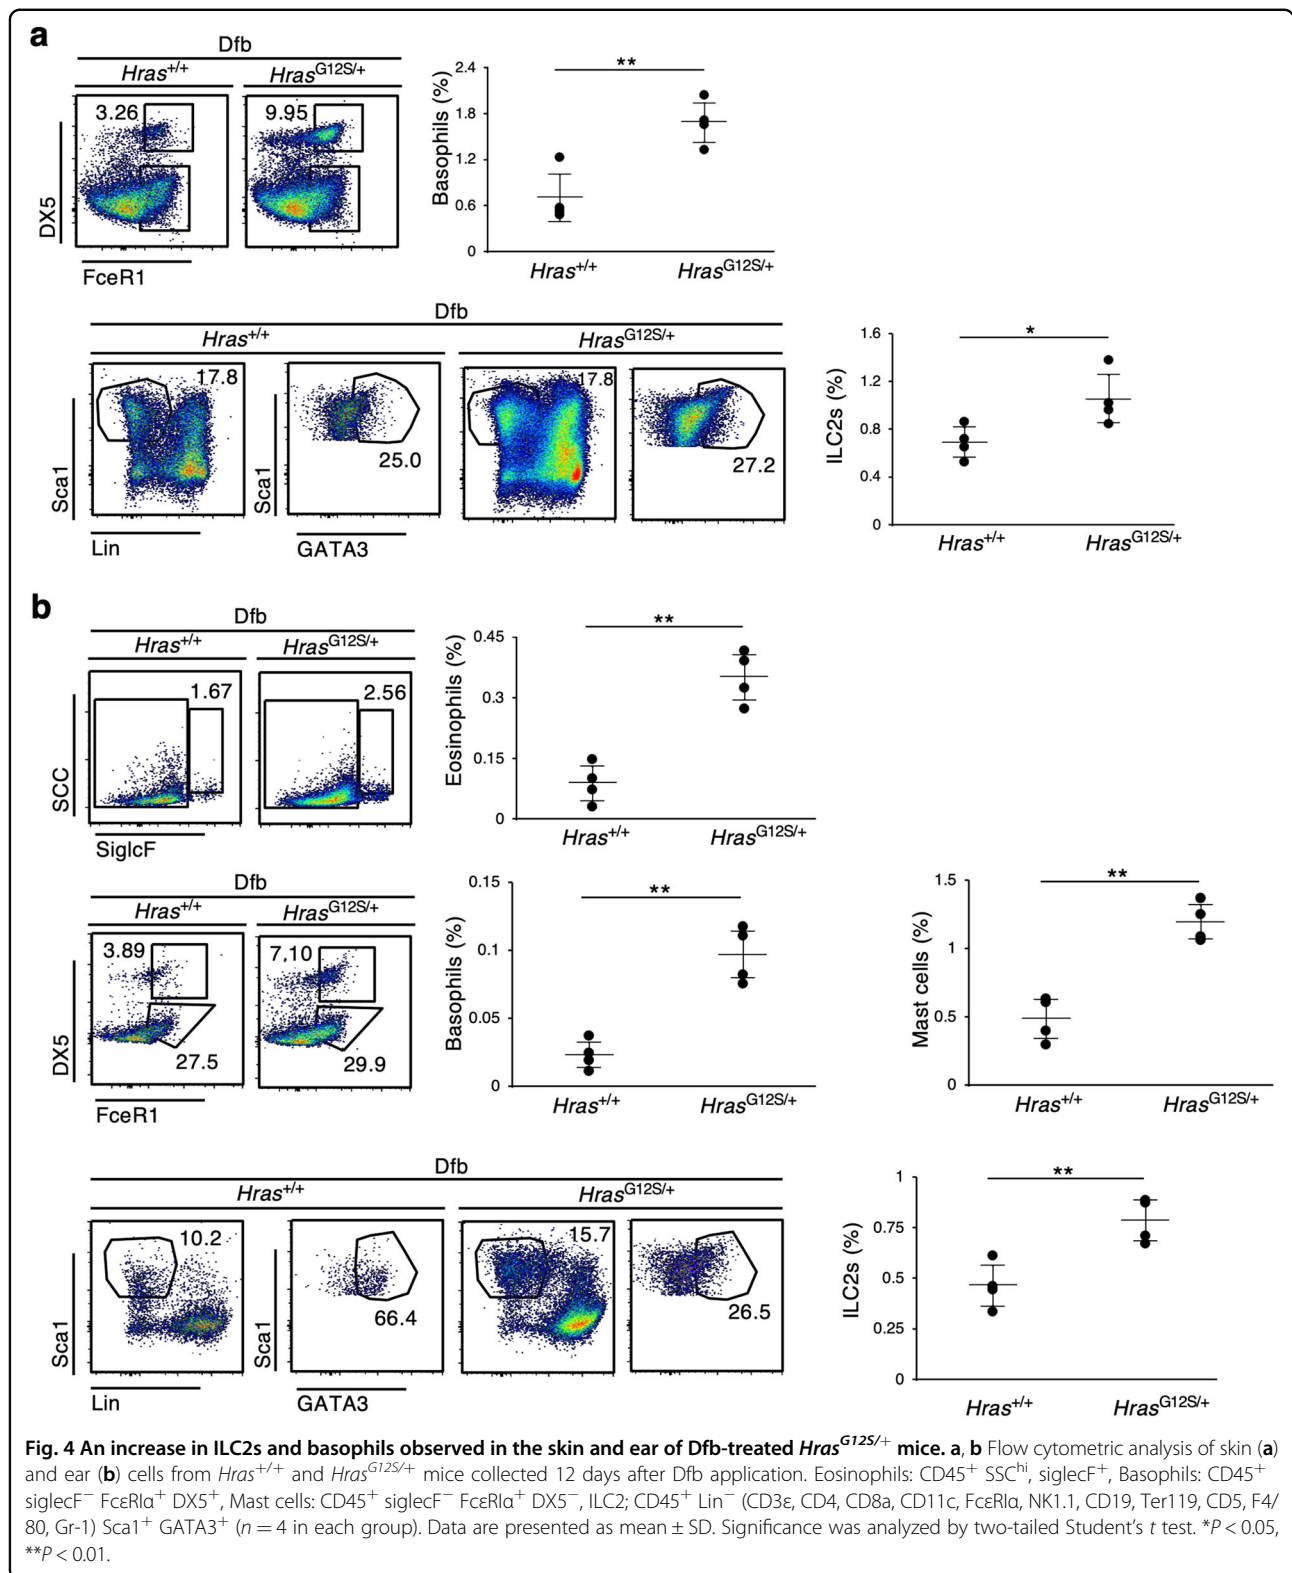 a
Dfb
Hras+/+ HrasG12S/+
3.26 9.95
DX5
FceR1
Basophils (%)
2.4
1.8
1.2
0.6
0
**
Hras+/+ HrasG12S/+
Dfb
Hras+/+ HrasG12S/+
17.8 25.0 17.8 27.2
Sca1 Sca1
Lin GATA3
ILC2s (%)
1.6
1.2
0.8
0.4
0
*
Hras+/+ HrasG12S/+
b
Dfb
Hras+/+ HrasG12S/+
1.67 2.56
SCC
SiglcF
Eosinophils (%)
0.45
0.3
0.15
0
**
Hras+/+ HrasG12S/+
Dfb
Hras+/+ HrasG12S/+
3.89 7,10
27.5 29.9
DX5
FceR1
Basophils (%)
0.15
0.1
0.05
0
**
Hras+/+ HrasG12S/+
Mast cells (%)
1.5
1
0.5
0
**
Hras+/+ HrasG12S/+
Dfb
Hras+/+ HrasG12S/+
10.2 66.4 15.7 26.5
Sca1 Sca1
Lin GATA3
ILC2s (%)
1
0.75
0.5
0.25
0
**
Hras+/+ HrasG12S/+
Fig. 4 An increase in ILC2s and basophils observed in the skin and ear of Dfb-treated HrasG12S/+ mice. a, b Flow cytometric analysis of skin (a)
and ear (b) cells from Hras+/+ and HrasG12S/+ mice collected 12 days after Dfb application. Eosinophils: CD45+ SSChi, siglecF+, Basophils: CD45+
siglecF− FcεRIα+ DX5+, Mast cells: CD45+ siglecF− FcεRIα+ DX5−, ILC2; CD45+ Lin− (CD3ε, CD4, CD8a, CD11c, FcεRIα, NK1.1, CD19, Ter119, CD5, F4/
80, Gr-1) Sca1+ GATA3+ (n = 4 in each group). Data are presented as mean ± SD. Significance was analyzed by two-tailed Student’s t test. *P < 0.05,
**P < 0.01.